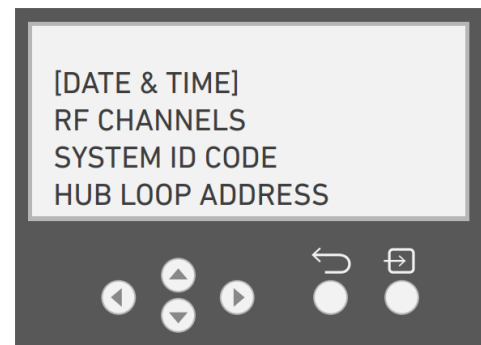 [DATE & TIME]
RF CHANNELS
SYSTEM ID CODE
HUB LOOP ADDRESS